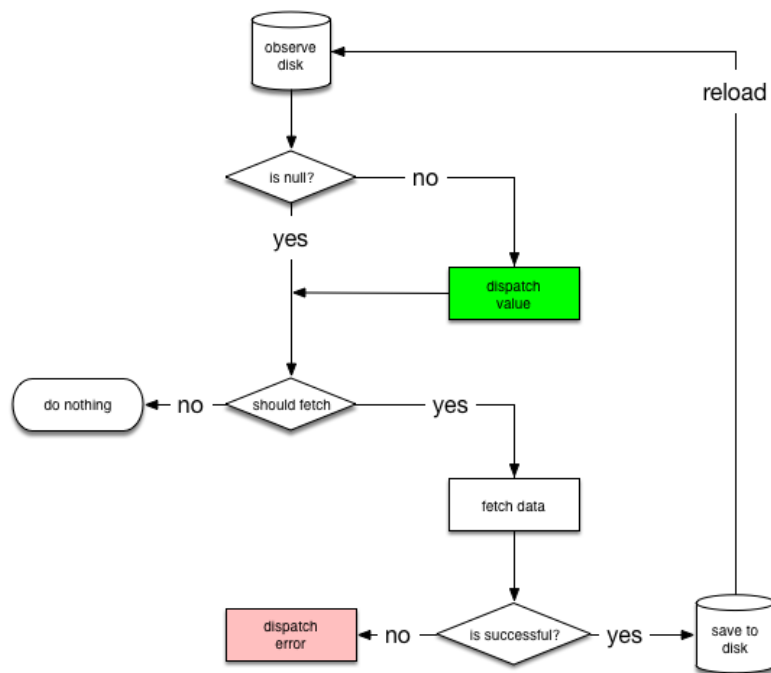 observe
disk
reload
is null?
no
yes
dispatch
value
do nothing
no
should fetch
yes
fetch data
dispatch
error
no
is successful?
yes
save to
disk